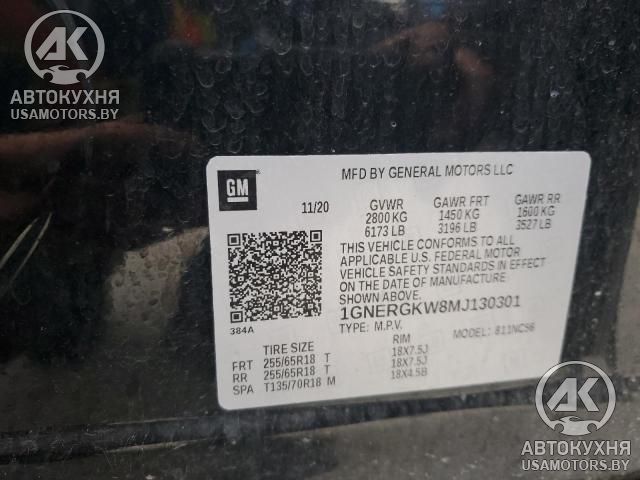 АК
АВТОКУХНЯ
USAMOTORS.BY
GM
MFD BY GENERAL MOTORS LLC
11/20 GVWR GAWR FRT GAWR RR
2800 KG 1450 KG 1600 KG
6173 LB 3196 LB 3527 LB
THIS VEHICLE CONFORMS TO ALL
APPLICABLE U.S. FEDERAL MOTOR
VEHICLE SAFETY STANDARDS IN EFFECT
ON THE DATE OF MANUFACTURE
SHOWN ABOVE.
1GNERGKW8MJ130301
384A
TYPE: M.P.V. MODEL: 811NCS6
TIRE SIZE RIM
FRT 255/65R18 T 18X7.5J
RR 255/65R18 T 18X7.5J
SPA T135/70R18 M 18X4.5B
АК
АВТОКУХНЯ
USAMOTORS.BY